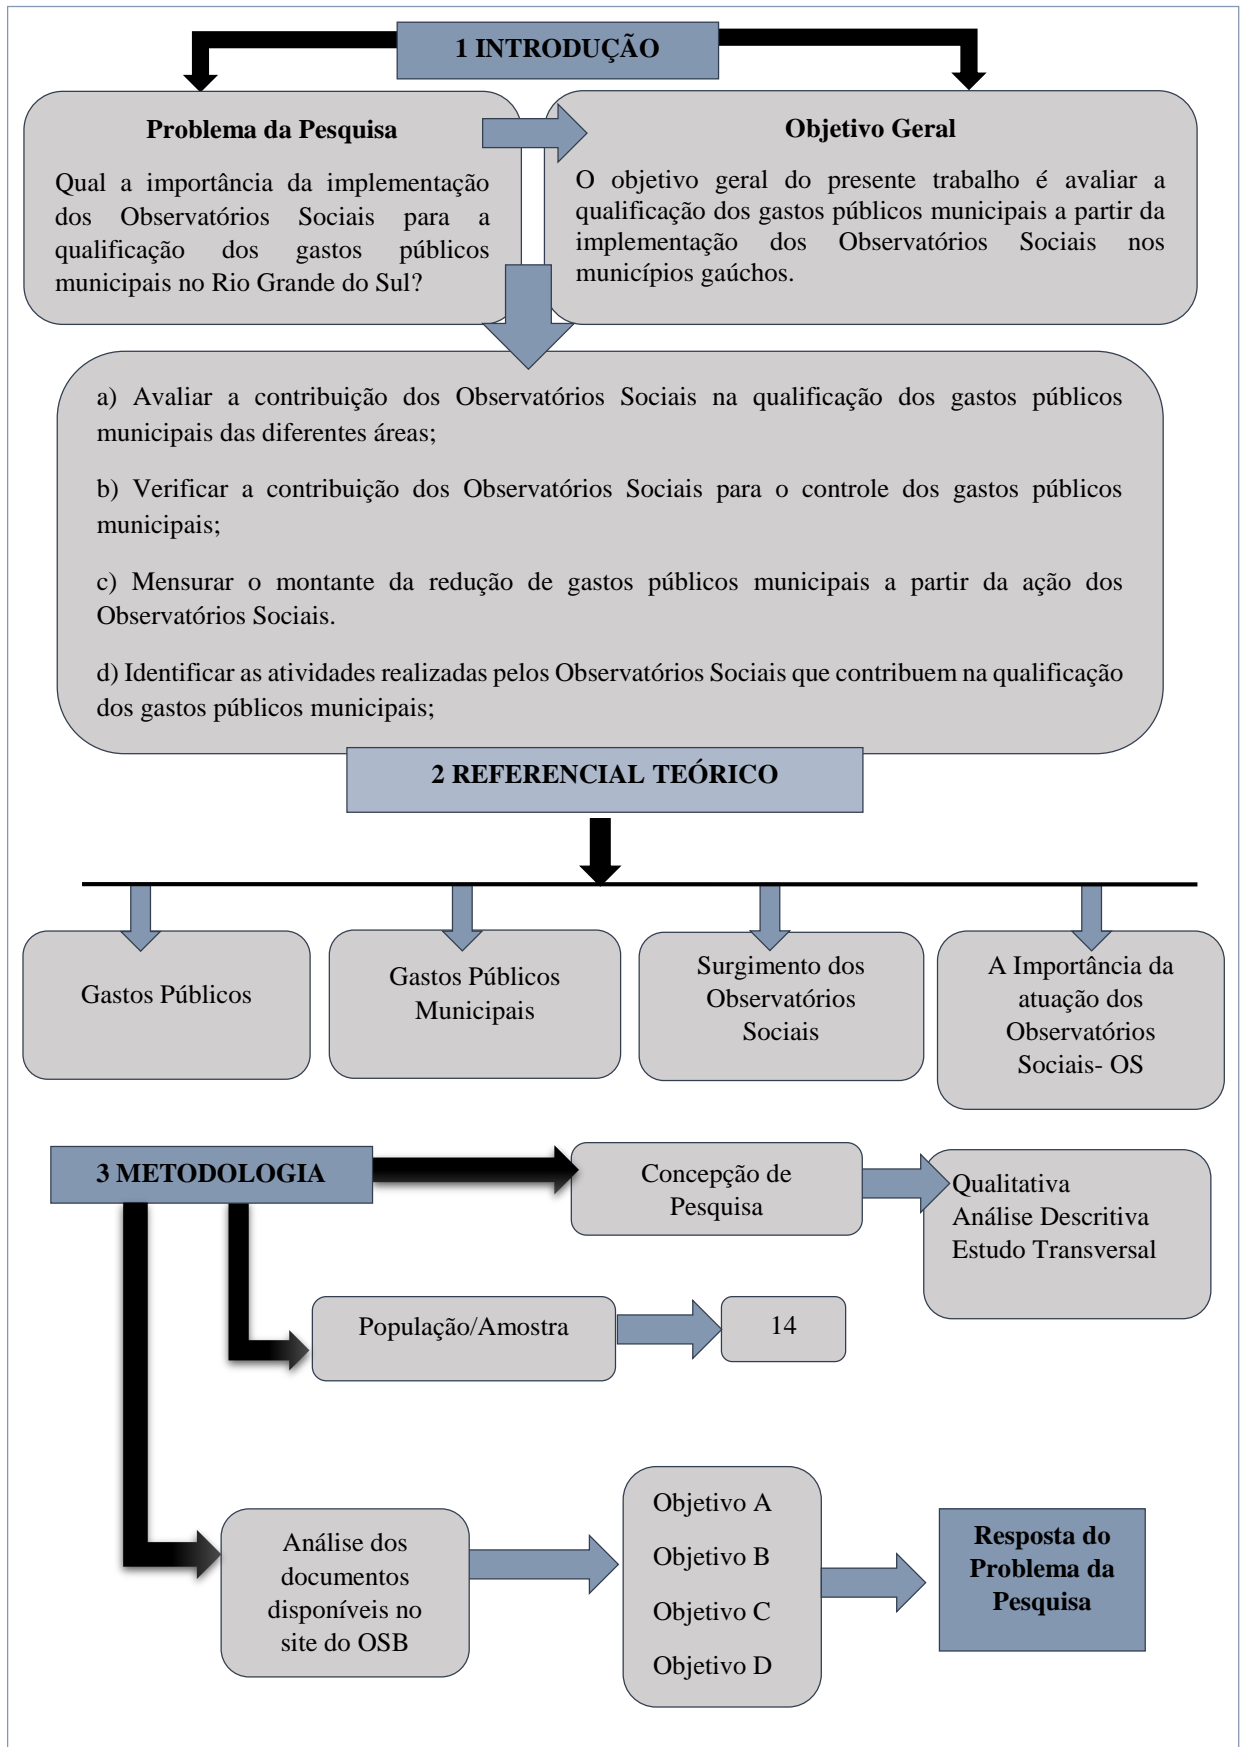 1 INTRODUÇÃO
Problema da Pesquisa
Qual a importância da implementação
dos Observatórios Sociais para a
qualificação dos gastos públicos
municipais no Rio Grande do Sul?
Objetivo Geral
O objetivo geral do presente trabalho é avaliar a
qualificação dos gastos públicos municipais a partir da
implementação dos Observatórios Sociais nos
municípios gaúchos.
a) Avaliar a contribuição dos Observatórios Sociais na qualificação dos gastos públicos
municipais das diferentes áreas;
b) Verificar a contribuição dos Observatórios Sociais para o controle dos gastos públicos
municipais;
c) Mensurar o montante da redução de gastos públicos municipais a partir da ação dos
Observatórios Sociais.
d) Identificar as atividades realizadas pelos Observatórios Sociais que contribuem na qualificação
dos gastos públicos municipais;
2 REFERENCIAL TEÓRICO
Gastos Públicos
Gastos Públicos
Municipais
Surgimento dos
Observatórios
Sociais
A Importância da
atuação dos
Observatórios
Sociais- OS
3 METODOLOGIA
Concepção de
Pesquisa
Qualitativa
Análise Descritiva
Estudo Transversal
População/Amostra
14
Análise dos
documentos
disponíveis no
site do OSB
Objetivo A
Objetivo B
Objetivo C
Objetivo D
Resposta do
Problema da
Pesquisa